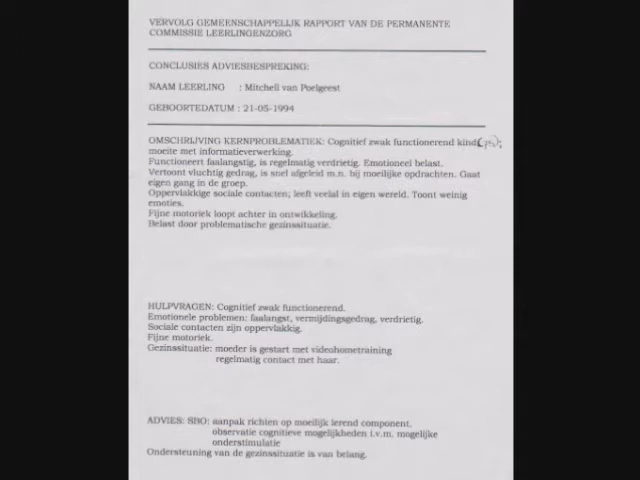 VERVOLG GEMEENSCHAPPELIJK RAPPORT VAN DE PERMANENTE
COMMISSIE LEERLINGENZORG
CONCLUSIES ADVIESBESPREKING:
NAAM LEERLING : Mitchell van Poelgeest
GEBOORTEDATUM : 21-05-1994
OMSCHRIJVING KERNPROBLEMATIEK: Cognitief zwak functionerend kind
moeite met informatieverwerking.
Functioneert faalangstig, is regelmatig verdrietig. Emotioneel belast.
Vertoont vluchtig gedrag, is snel afgeleid m.n. bij moeilijke opdrachten. Gaat
eigen gang in de groep.
Oppervlakkige sociale contacten; leeft veelal in eigen wereld. Toont weinig
emoties.
Fijne motoriek loopt achter in ontwikkeling.
Belast door problematische gezinssituatie.
HULPVRAGEN: Cognitief zwak functionerend.
Emotionele problemen: faalangst, vermijdingsgedrag, verdrietig.
Sociale contacten zijn oppervlakkig.
Fijne motoriek.
Gezinssituatie: moeder is gestart met videohometraining
regelmatig contact met haar.
ADVIES: SBO: aanpak richten op moeilijk lerend component,
observatie cognitieve mogelijkheden i.v.m. mogelijke
onderstimulatie
Ondersteuning van de gezinssituatie is van belang.